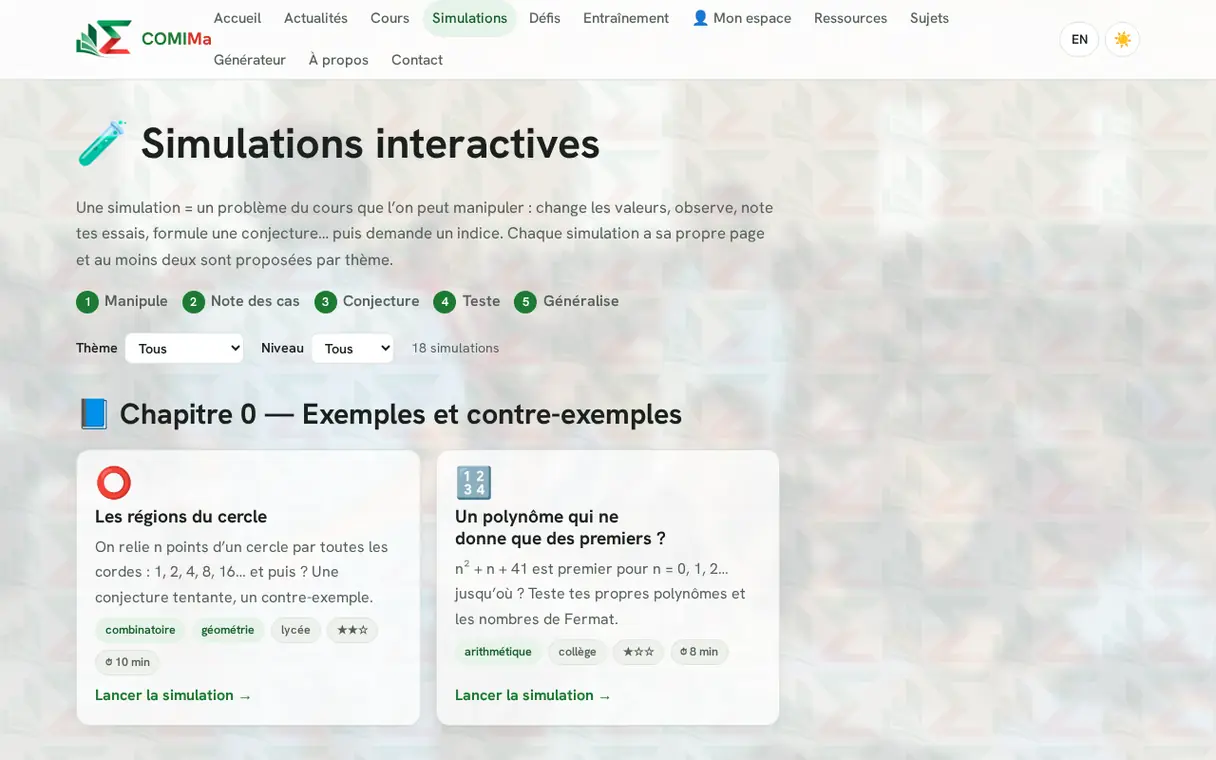 COMIMa
Accueil Actualités Cours Simulations Défis Entraînement 👤 Mon espace Ressources Sujets
Générateur À propos Contact
EN
🧪 Simulations interactives
Une simulation = un problème du cours que l’on peut manipuler : change les valeurs, observe, note
tes essais, formule une conjecture… puis demande un indice. Chaque simulation a sa propre page
et au moins deux sont proposées par thème.
1 Manipule 2 Note des cas 3 Conjecture 4 Teste 5 Généralise
Thème Tous Niveau Tous 18 simulations
📘 Chapitre 0 — Exemples et contre-exemples
Les régions du cercle
On relie n points d’un cercle par toutes les
cordes : 1, 2, 4, 8, 16… et puis ? Une
conjecture tentante, un contre-exemple.
combinatoire géométrie lycée ★★☆
⏱ 10 min
Lancer la simulation →
🔢
Un polynôme qui ne
donne que des premiers ?
n² + n + 41 est premier pour n = 0, 1, 2…
jusqu’où ? Teste tes propres polynômes et
les nombres de Fermat.
arithmétique collège ★☆☆ ⏱ 8 min
Lancer la simulation →